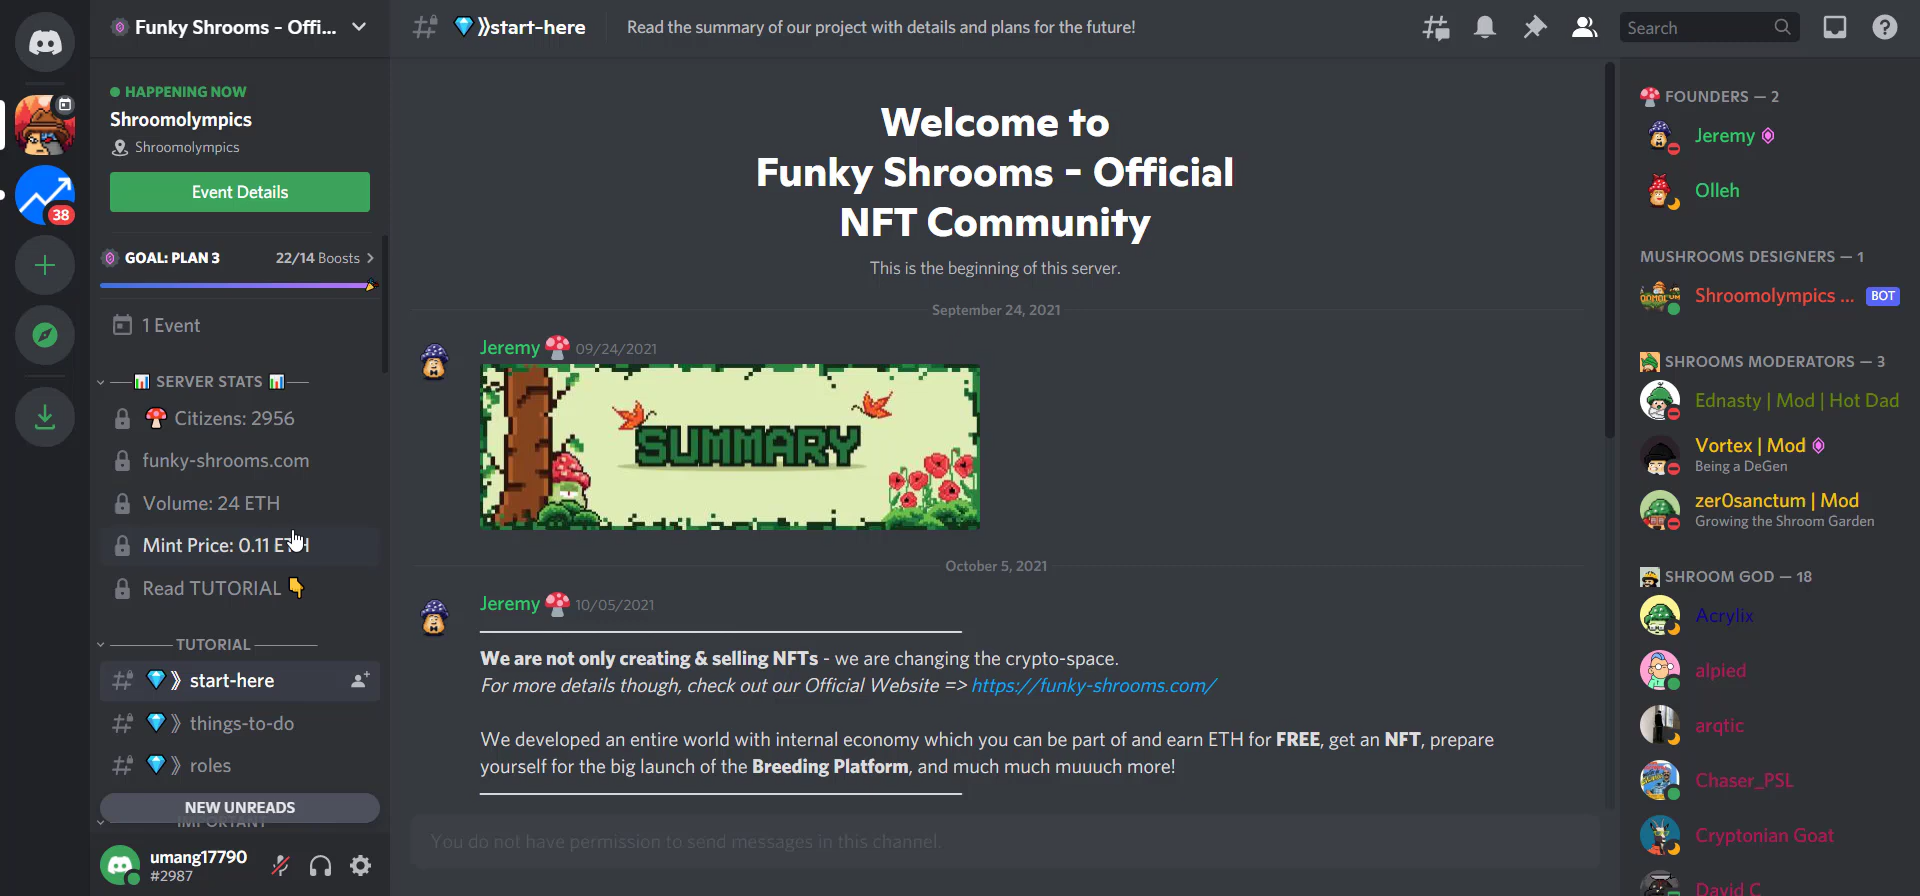 38
Funky Shrooms - Offi...
HAPPENING NOW
Shroomolympics
Shroomolympics
Event Details
GOAL: PLAN 3
22/14 Boosts
1 Event
SERVER STATS
Citizens: 2956
funky-shrooms.com
Volume: 24 ETH
Mint Price: 0.11 ETH
Read TUTORIAL 👇
TUTORIAL
💎 》 start-here
💎 》 things-to-do
💎 》 roles
NEW UNREADS
IMPORTANT
umang17790
#2987
💎》start-here
Read the summary of our project with details and plans for the future!
Search
Welcome to
Funky Shrooms - Official
NFT Community
This is the beginning of this server.
September 24, 2021
Jeremy 🍄 09/24/2021
SUMMARY
October 5, 2021
Jeremy 🍄 10/05/2021
We are not only creating & selling NFTs - we are changing the crypto-space.
For more details though, check out our Official Website => https://funky-shrooms.com/
We developed an entire world with internal economy which you can be part of and earn ETH for FREE, get an NFT, prepare
yourself for the big launch of the Breeding Platform, and much much muuuch more!
You do not have permission to send messages in this channel.
FOUNDERS — 2
Jeremy
Olleh
MUSHROOMS DESIGNERS — 1
Shroomolympics ... BOT
SHROOMS MODERATORS — 3
Ednasty | Mod | Hot Dad
Vortex | Mod
Being a DeGen
zer0sanctum | Mod
Growing the Shroom Garden
SHROOM GOD — 18
Acrylix
alpied
arqtic
Chaser_PSL
Cryptonian Goat
David C